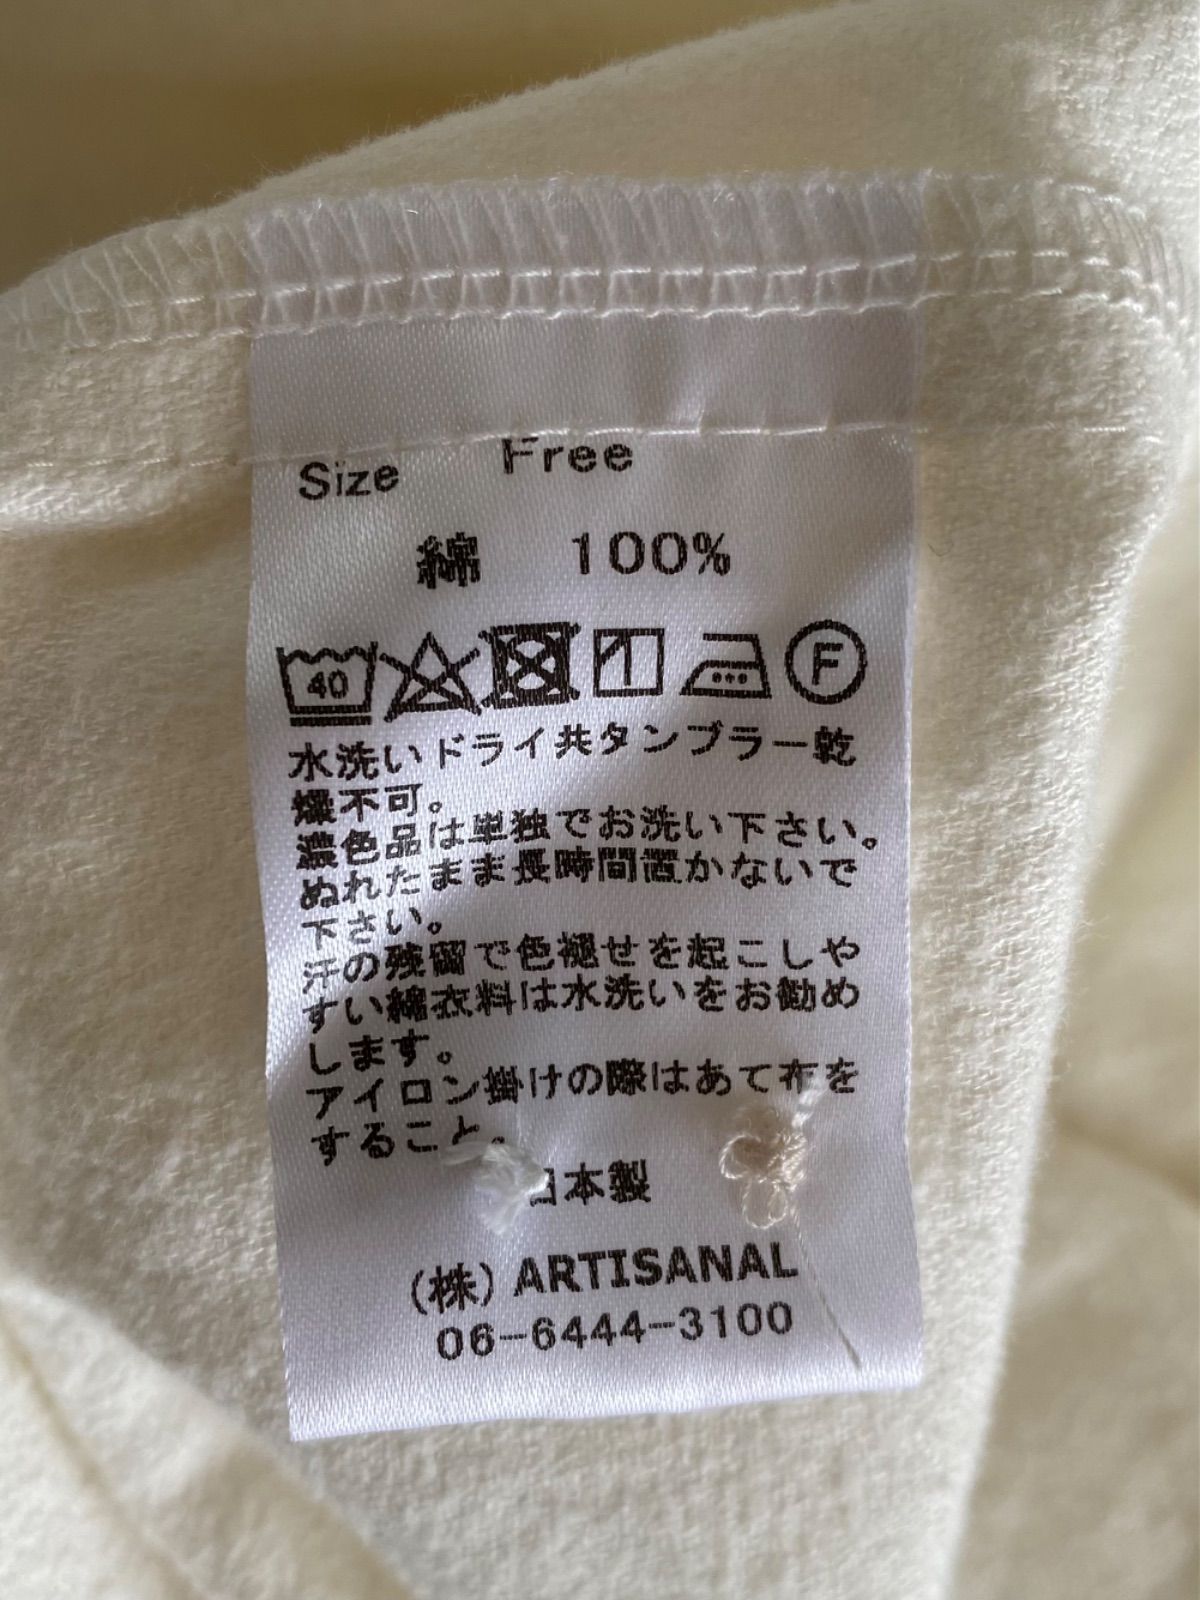 Size Free
綿 100%
40 F
水洗いドライ共タンブラー乾
燥不可。
濃色品は単独でお洗い下さい。
ぬれたまま長時間置かないで
下さい。
汗の残留で色褪せを起こしや
すい綿衣料は水洗いをお勧め
します。
アイロン掛けの際はあて布を
すること。
日本製
(株) ARTISANAL
06-6444-3100